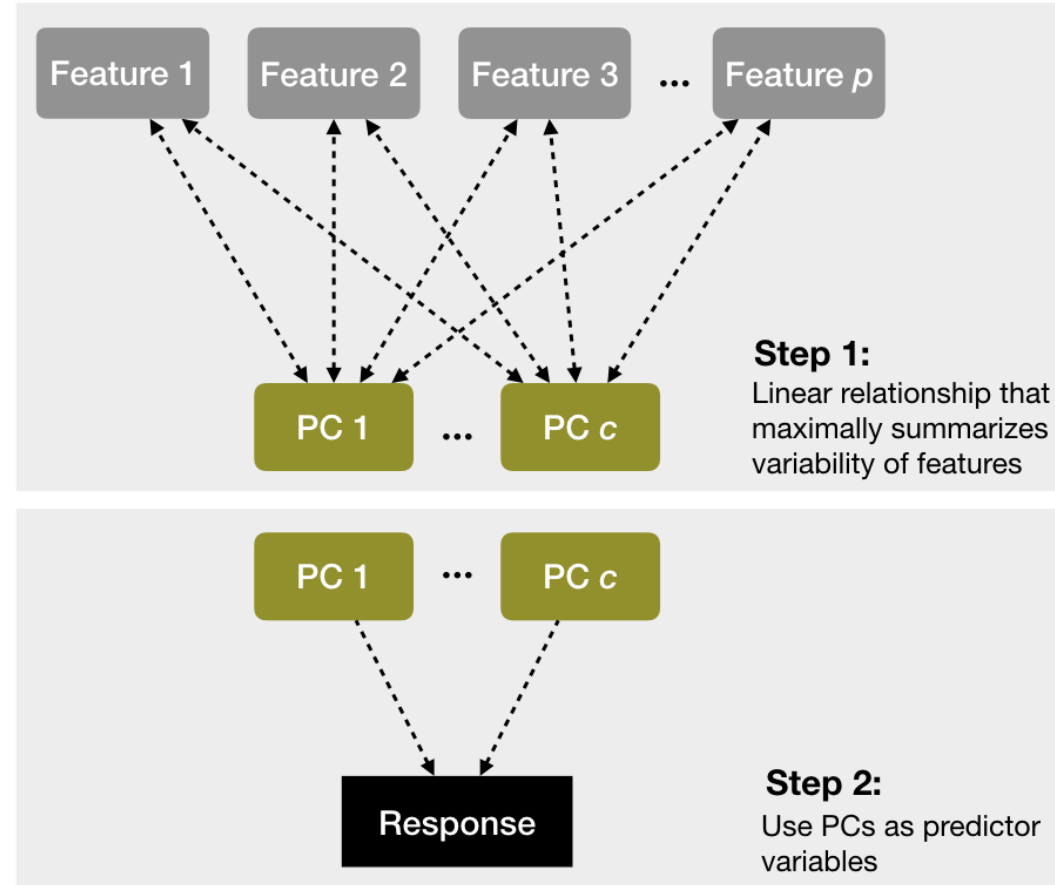 Feature 1 Feature 2 Feature 3 ... Feature p
Step 1:
Linear relationship that
maximally summarizes
variability of features
PC 1 ... PC c
PC 1 ... PC c
Response
Step 2:
Use PCs as predictor
variables